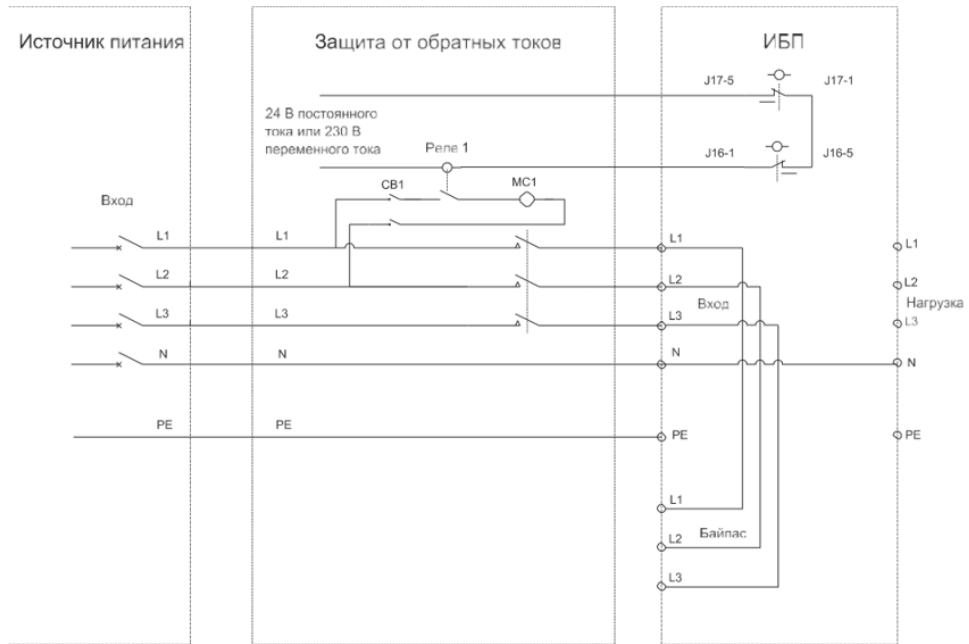 Источник питания
Защита от обратных токов
ИБП
J17-5
J17-1
24 В постоянного
тока или 230 В
переменного тока
Реле 1
J16-1
J16-5
СВ1
МС1
Вход
L1
L1
L1
L1
L2
L2
L2
L2
Вход
Нагрузка
L3
L3
L3
L3
N
N
N
N
PE
PE
PE
PE
L1
L2
Байпас
L3